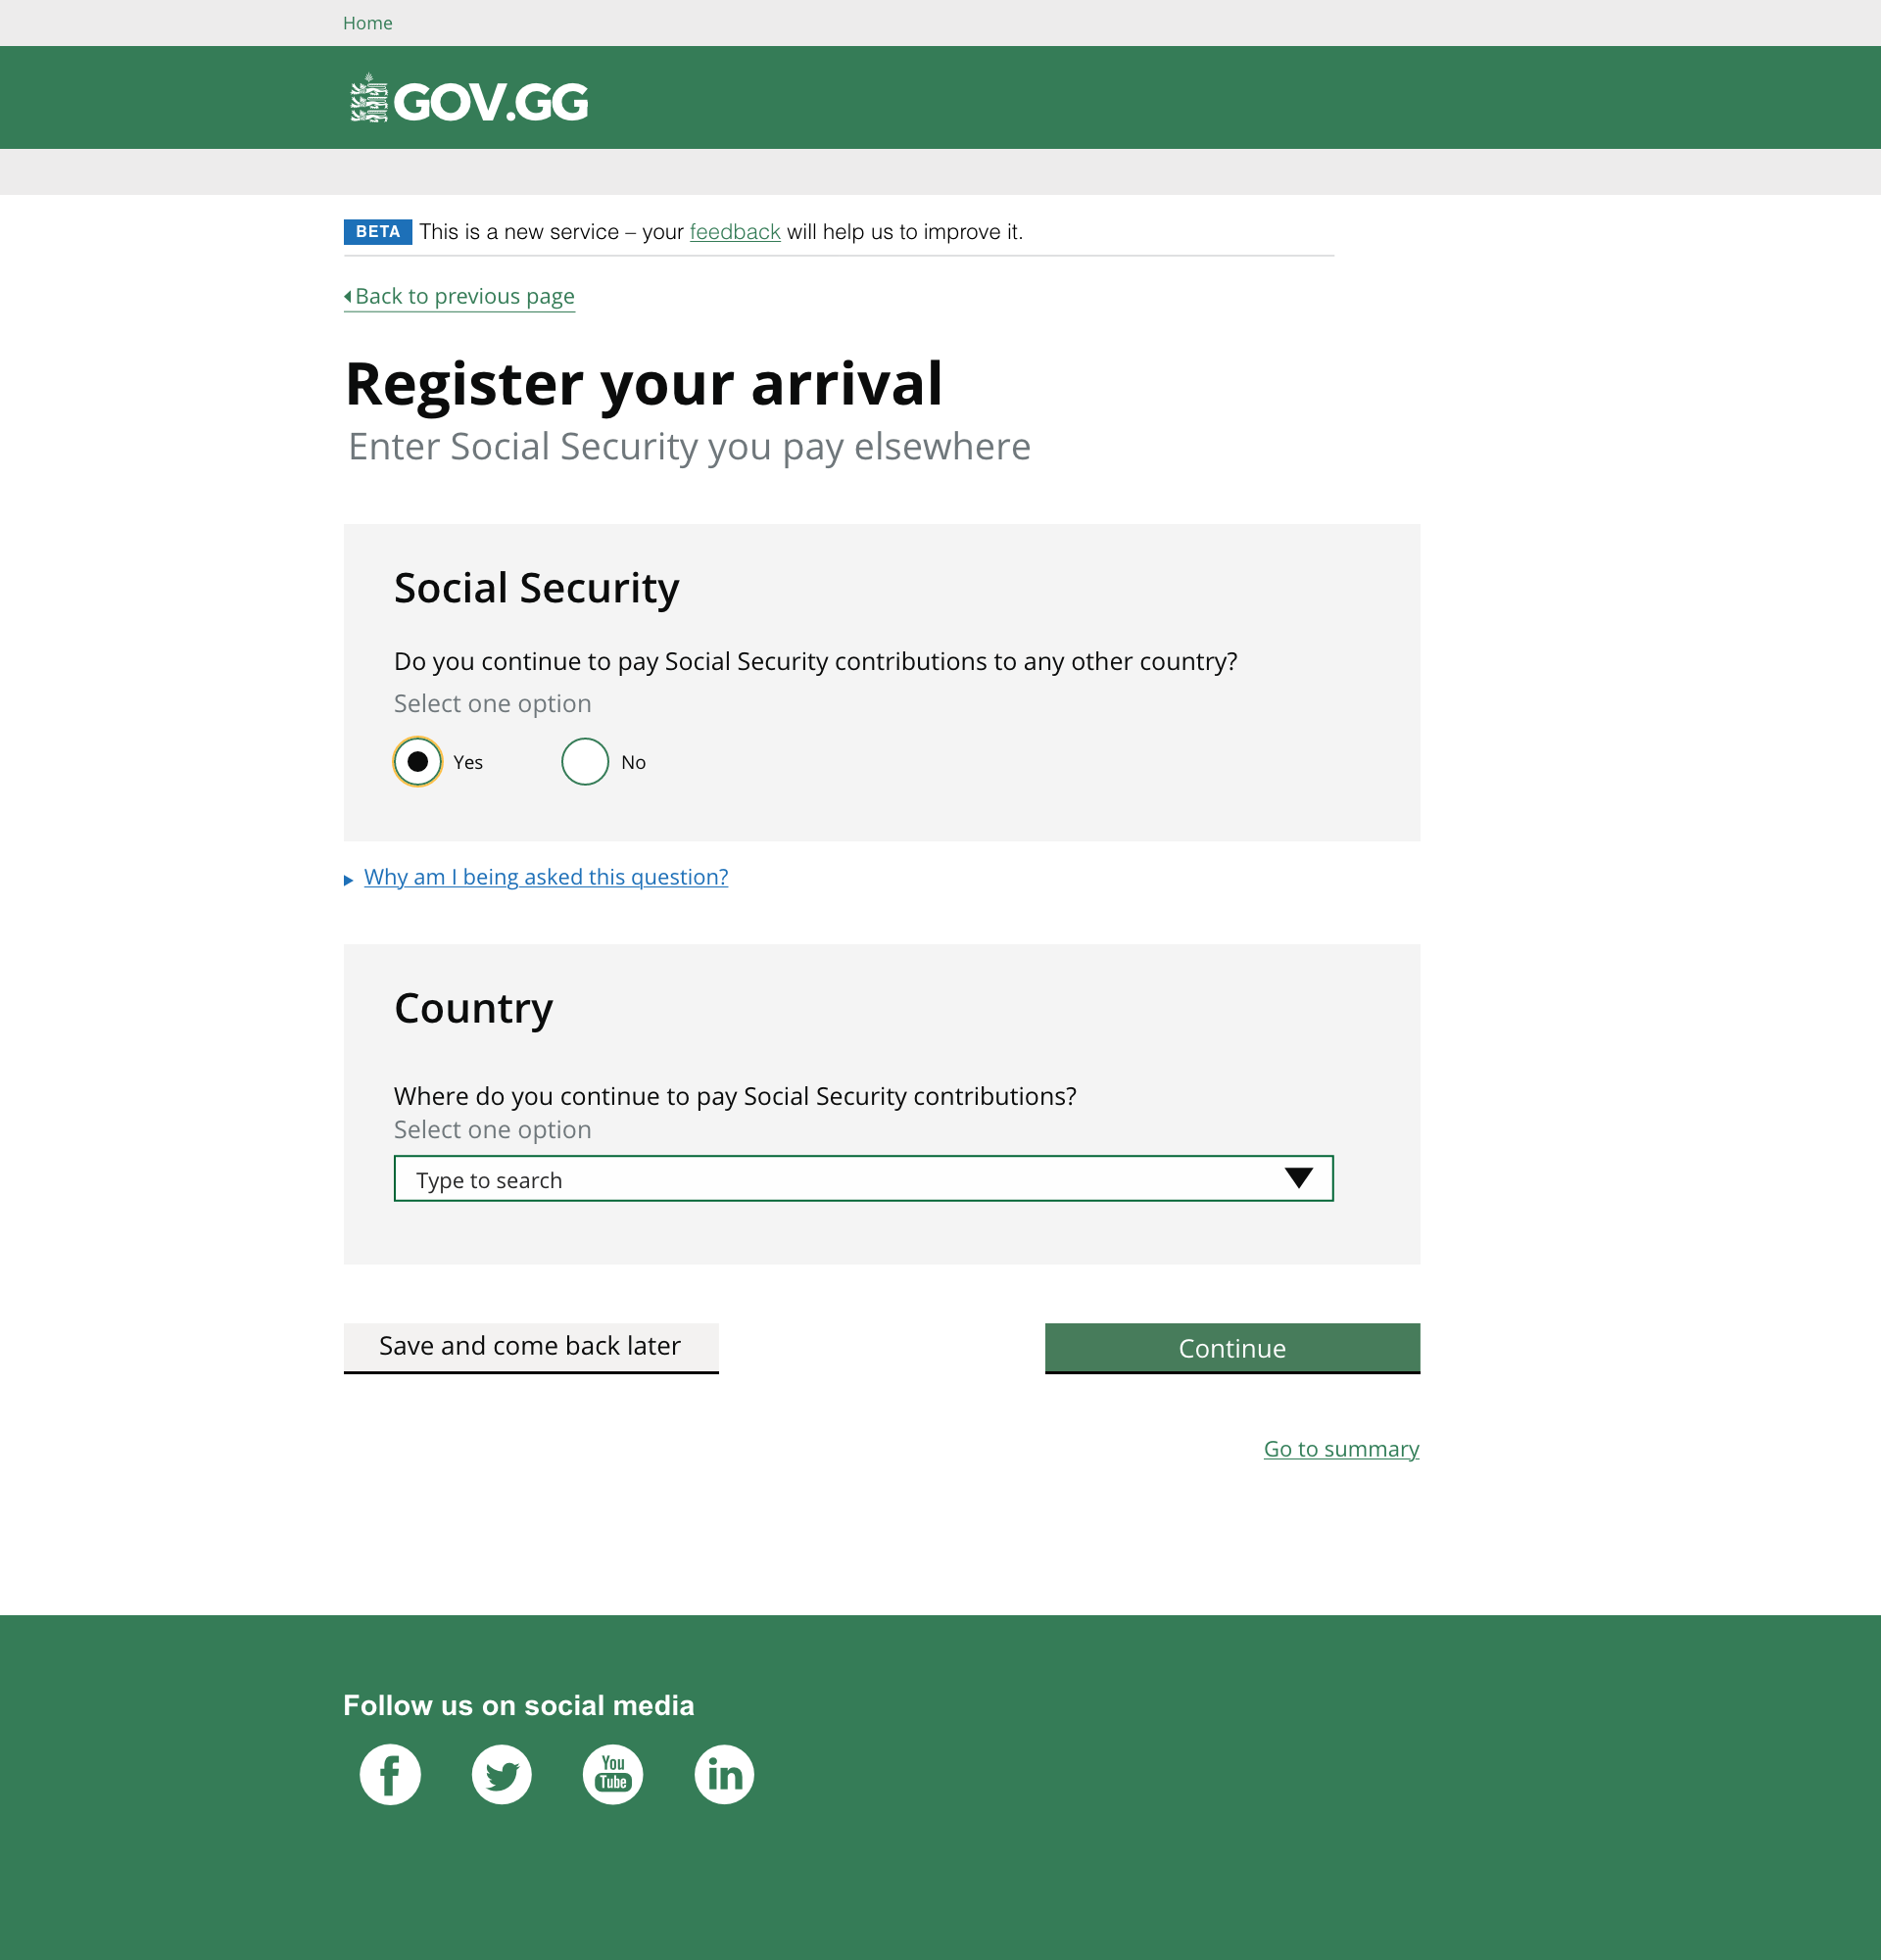 Home
GOV.GG
BETA This is a new service – your feedback will help us to improve it.
Back to previous page
Register your arrival
Enter Social Security you pay elsewhere
Social Security
Do you continue to pay Social Security contributions to any other country?
Select one option
Yes No
Why am I being asked this question?
Country
Where do you continue to pay Social Security contributions?
Select one option
Type to search
Save and come back later Continue
Go to summary
Follow us on social media
f You Tube in